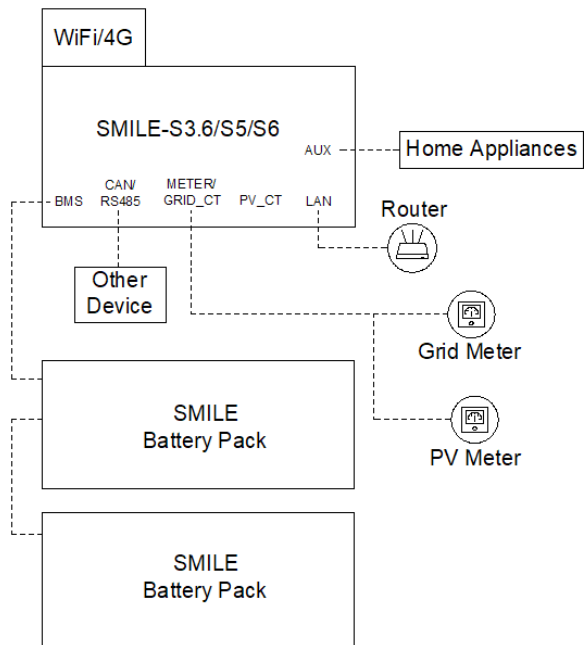 WiFi/4G
SMILE-S3.6/S5/S6
AUX
Home Appliances
BMS
CAN/
RS485
METER/
GRID_CT
PV_CT
LAN
Router
Other
Device
Grid Meter
SMILE
Battery Pack
PV Meter
SMILE
Battery Pack